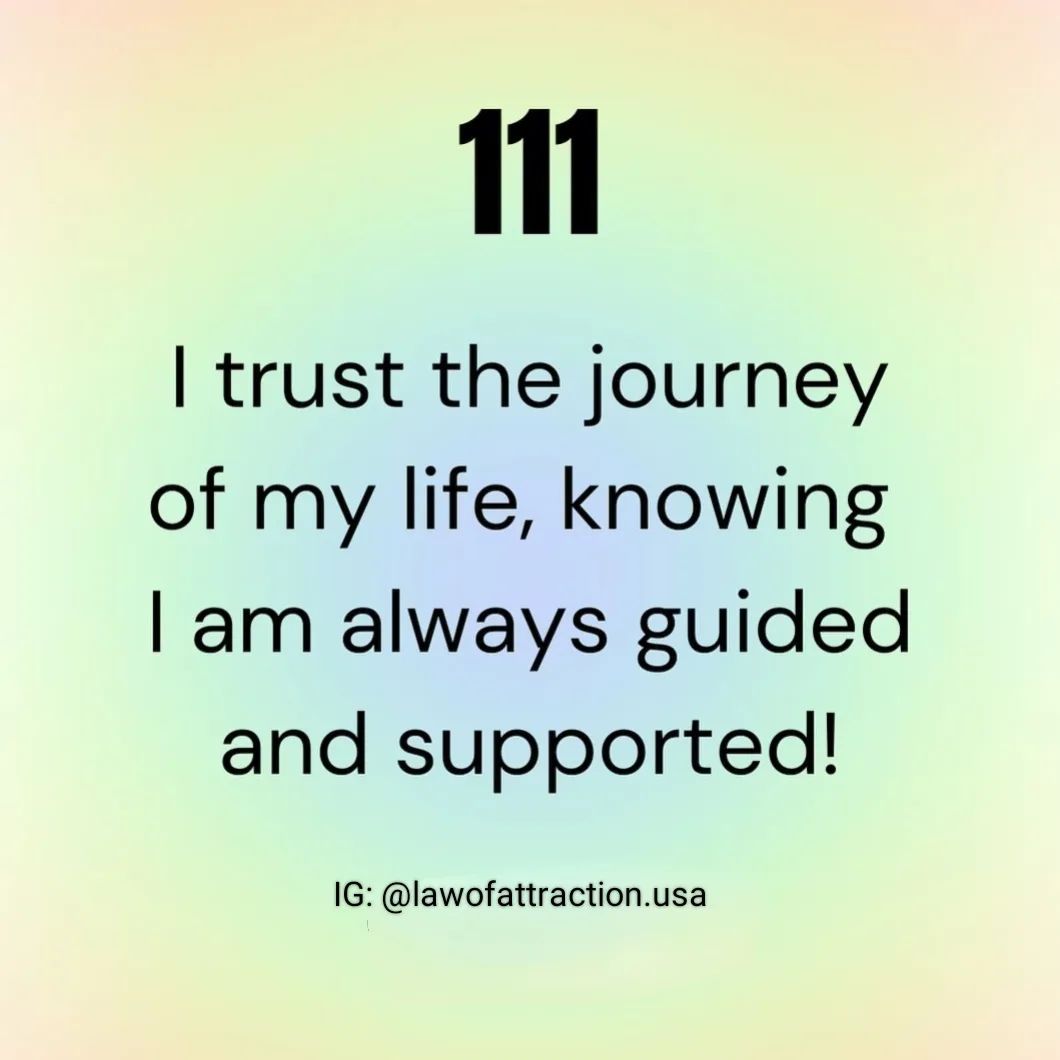 111
I trust the journey
of my life, knowing
I am always guided
and supported!
IG: @lawofattraction.usa